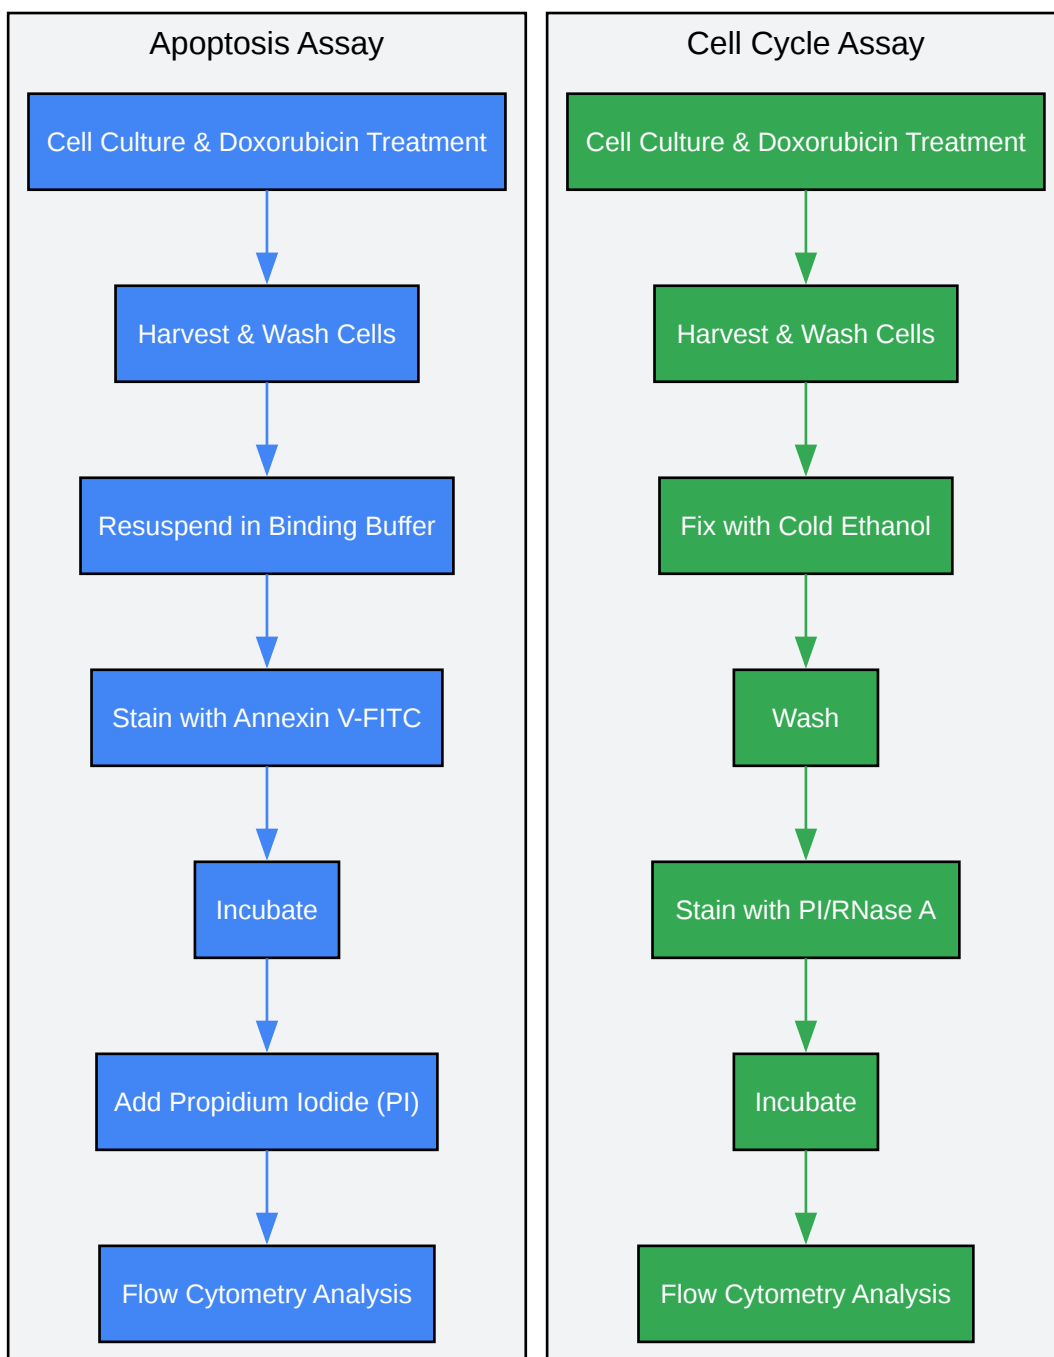 Apoptosis Assay
Cell Culture & Doxorubicin Treatment
Harvest & Wash Cells
Resuspend in Binding Buffer
Stain with Annexin V-FITC
Incubate
Add Propidium Iodide (PI)
Flow Cytometry Analysis
Cell Cycle Assay
Cell Culture & Doxorubicin Treatment
Harvest & Wash Cells
Fix with Cold Ethanol
Wash
Stain with PI/RNase A
Incubate
Flow Cytometry Analysis